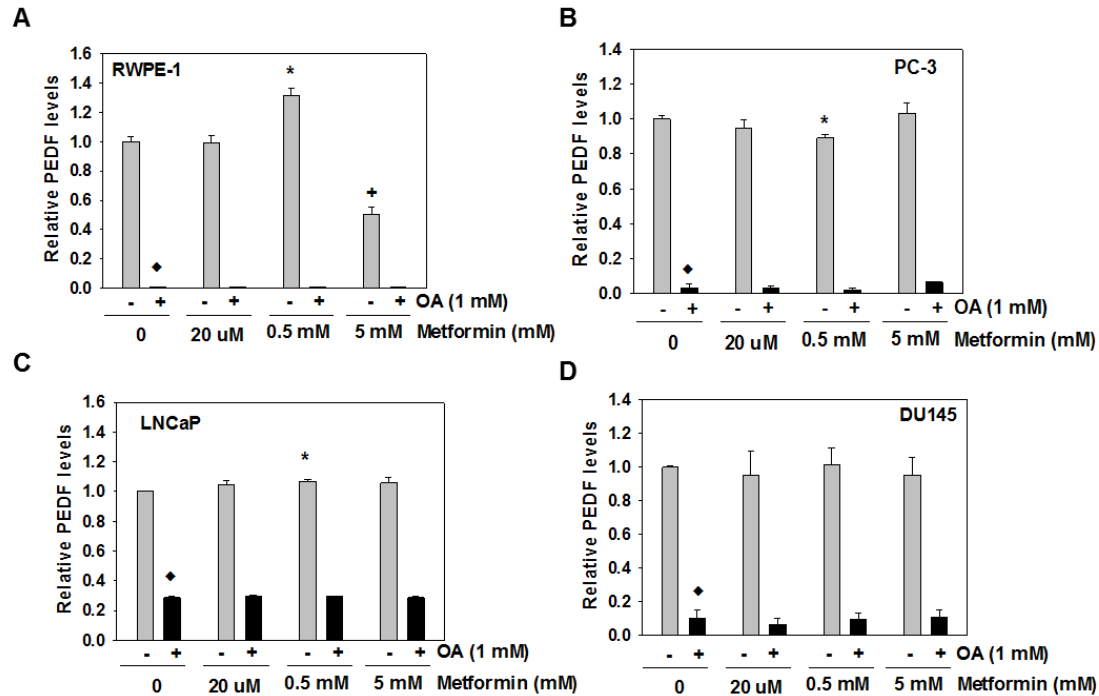 A
RWPE-1
Relative PEDF levels
1.6
1.4
1.2
1.0
0.8
0.6
0.4
0.2
0.0
*
+
◆
- + - + - + - + OA (1 mM)
0 20 uM 0.5 mM 5 mM Metformin (mM)
B
PC-3
Relative PEDF levels
1.4
1.2
1.0
0.8
0.6
0.4
0.2
0.0
*
◆
- + - + - + - + OA (1 mM)
0 20 uM 0.5 mM 5 mM Metformin (mM)
C
LNCaP
Relative PEDF levels
1.6
1.4
1.2
1.0
0.8
0.6
0.4
0.2
0.0
*
◆
- + - + - + - + OA (1 mM)
0 20 uM 0.5 mM 5 mM Metformin (mM)
D
DU145
Relative PEDF levels
1.4
1.2
1.0
0.8
0.6
0.4
0.2
0.0
◆
- + - + - + - + OA (1 mM)
0 20 uM 0.5 mM 5 mM Metformin (mM)